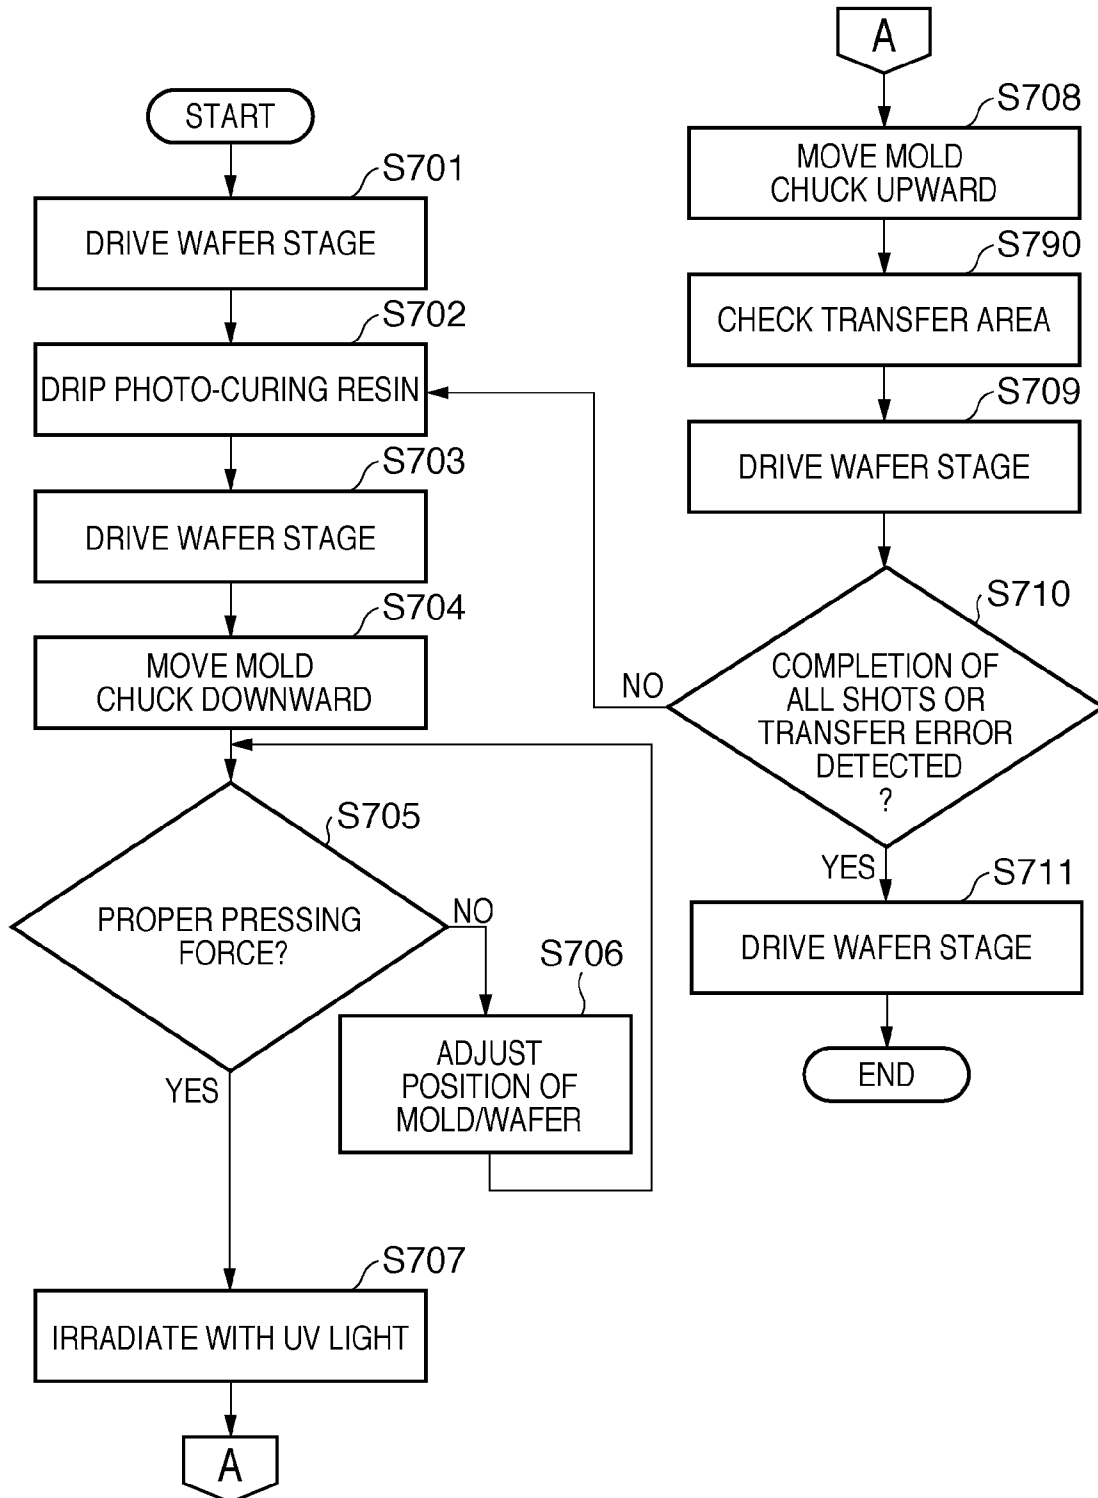 START
S701
DRIVE WAFER STAGE
S702
DRIP PHOTO-CURING RESIN
S703
DRIVE WAFER STAGE
S704
MOVE MOLD
CHUCK DOWNWARD
S705
PROPER PRESSING
FORCE?
NO
S706
ADJUST
POSITION OF
MOLD/WAFER
YES
S707
IRRADIATE WITH UV LIGHT
A
A
S708
MOVE MOLD
CHUCK UPWARD
S790
CHECK TRANSFER AREA
S709
DRIVE WAFER STAGE
S710
COMPLETION OF
ALL SHOTS OR
TRANSFER ERROR
DETECTED
?
NO
YES
S711
DRIVE WAFER STAGE
END